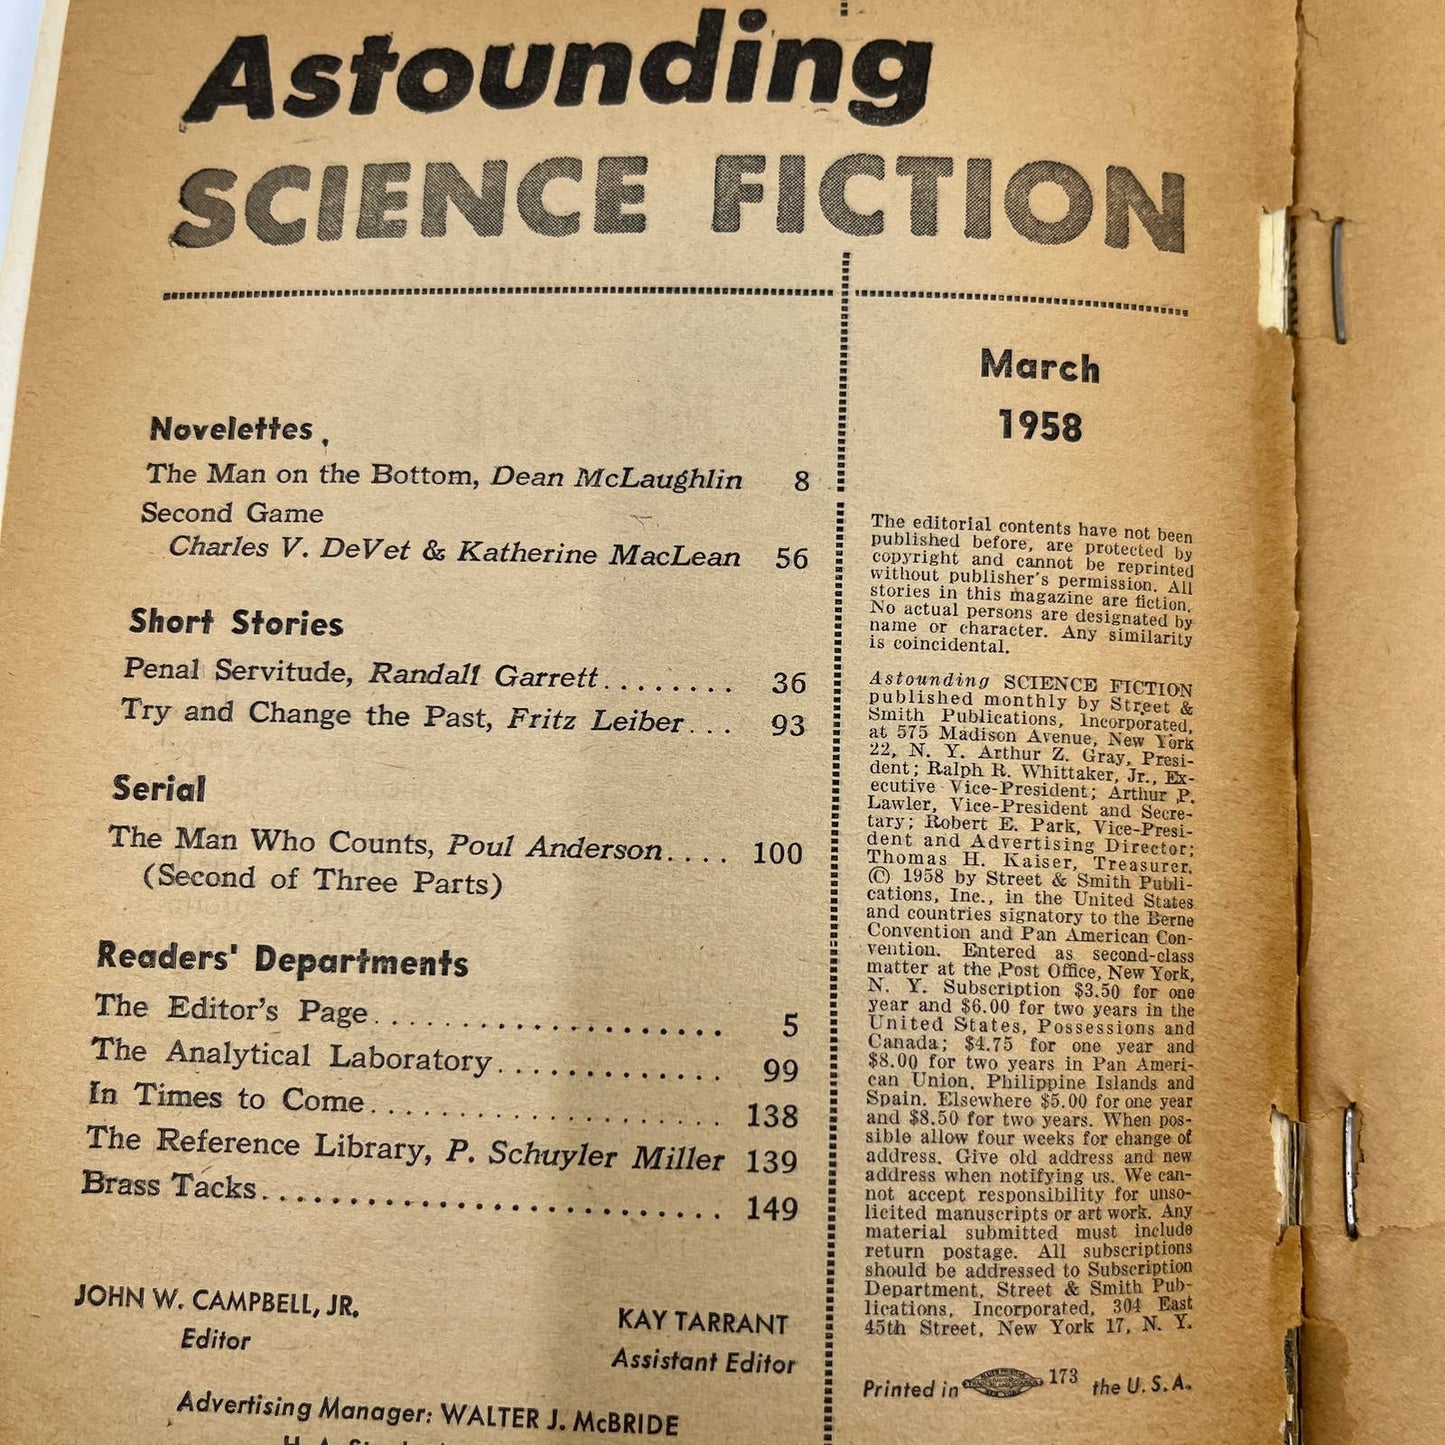 Astounding
SCIENCE FICTION
Novelettes
The Man on the Bottom, Dean McLaughlin 8
Second Game
Charles V. DeVet & Katherine MacLean 56
Short Stories
Penal Servitude, Randall Garrett........ 36
Try and Change the Past, Fritz Leiber... 93
Serial
The Man Who Counts, Poul Anderson.... 100
(Second of Three Parts)
Readers' Departments
The Editor's Page.................... 5
The Analytical Laboratory............. 99
In Times to Come.................... 138
The Reference Library, P. Schuyler Miller 139
Brass Tacks.......................... 149
JOHN W. CAMPBELL, JR.
Editor
KAY TARRANT
Assistant Editor
Advertising Manager: WALTER J. McBRIDE
March
1958
The editorial contents have not been
published before, are protected by
copyright and cannot be reprinted
without publisher's permission. All
stories in this magazine are fiction.
No actual persons are designated by
name or character. Any similarity
is coincidental.
Astounding SCIENCE FICTION
published monthly by Street &
Smith Publications, Incorporated,
at 575 Madison Avenue, New York
22, N. Y. Arthur Z. Gray, Presi-
dent; Ralph R. Whittaker, Jr., Ex-
ecutive Vice-President; Arthur P.
Lawler, Vice-President and Secre-
tary; Robert E. Park, Vice-Presi-
dent and Advertising Director;
Thomas H. Kaiser, Treasurer.
© 1958 by Street & Smith Publi-
cations, Inc., in the United States
and countries signatory to the Berne
Convention and Pan American Con-
vention. Entered as second-class
matter at the Post Office, New York,
N. Y. Subscription $3.50 for one
year and $6.00 for two years in the
United States, Possessions and
Canada; $4.75 for one year and
$8.00 for two years in Pan Ameri-
can Union, Philippine Islands and
Spain. Elsewhere $5.00 for one year
and $8.50 for two years. When pos-
sible allow four weeks for change of
address. Give old address and new
address when notifying us. We can-
not accept responsibility for unso-
licited manuscripts or art work. Any
material submitted must include
return postage. All subscriptions
should be addressed to Subscription
Department, Street & Smith Pub-
lications, Incorporated, 304 East
45th Street, New York 17, N. Y.
Printed in 173 the U.S.A.